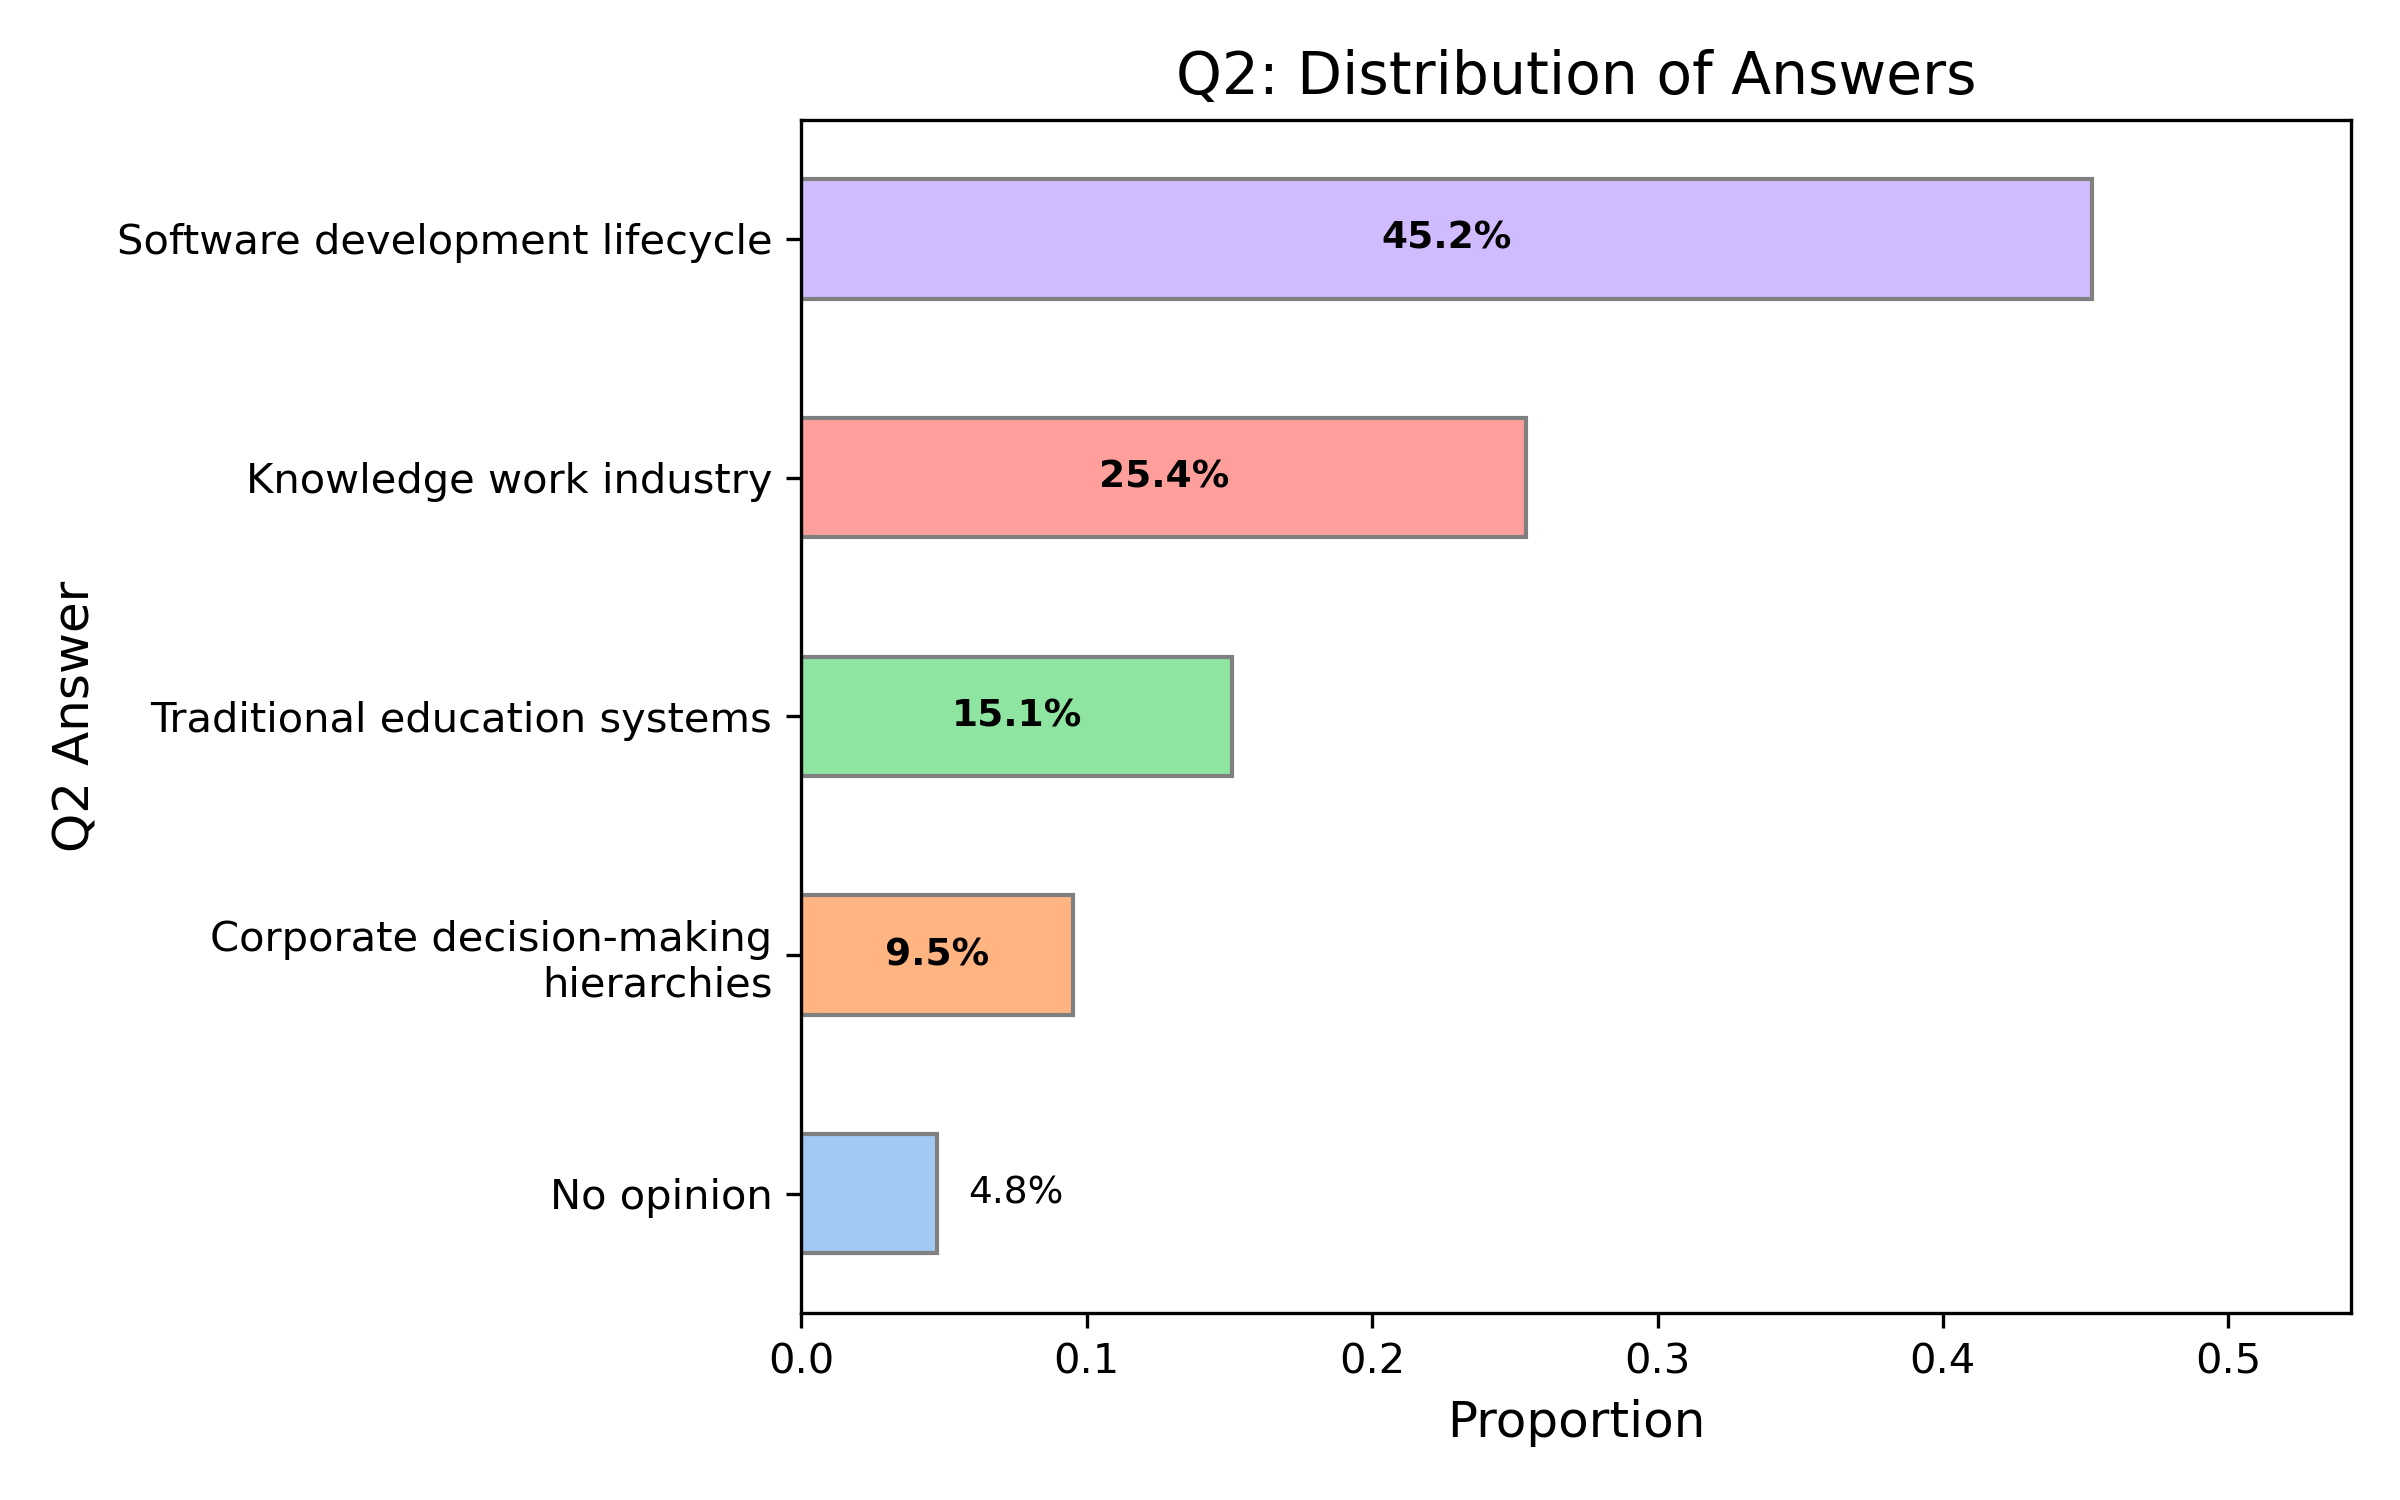 Q2: Distribution of Answers
Q2 Answer
Software development lifecycle
45.2%
Knowledge work industry
25.4%
Traditional education systems
15.1%
Corporate decision-making
hierarchies
9.5%
No opinion
4.8%
0.0 0.1 0.2 0.3 0.4 0.5
Proportion